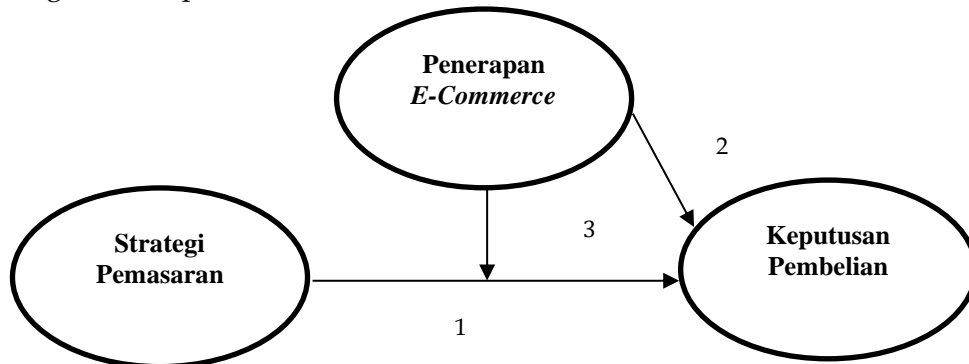 Penerapan
E-Commerce
2
3
Strategi
Pemasaran
Keputusan
Pembelian
1